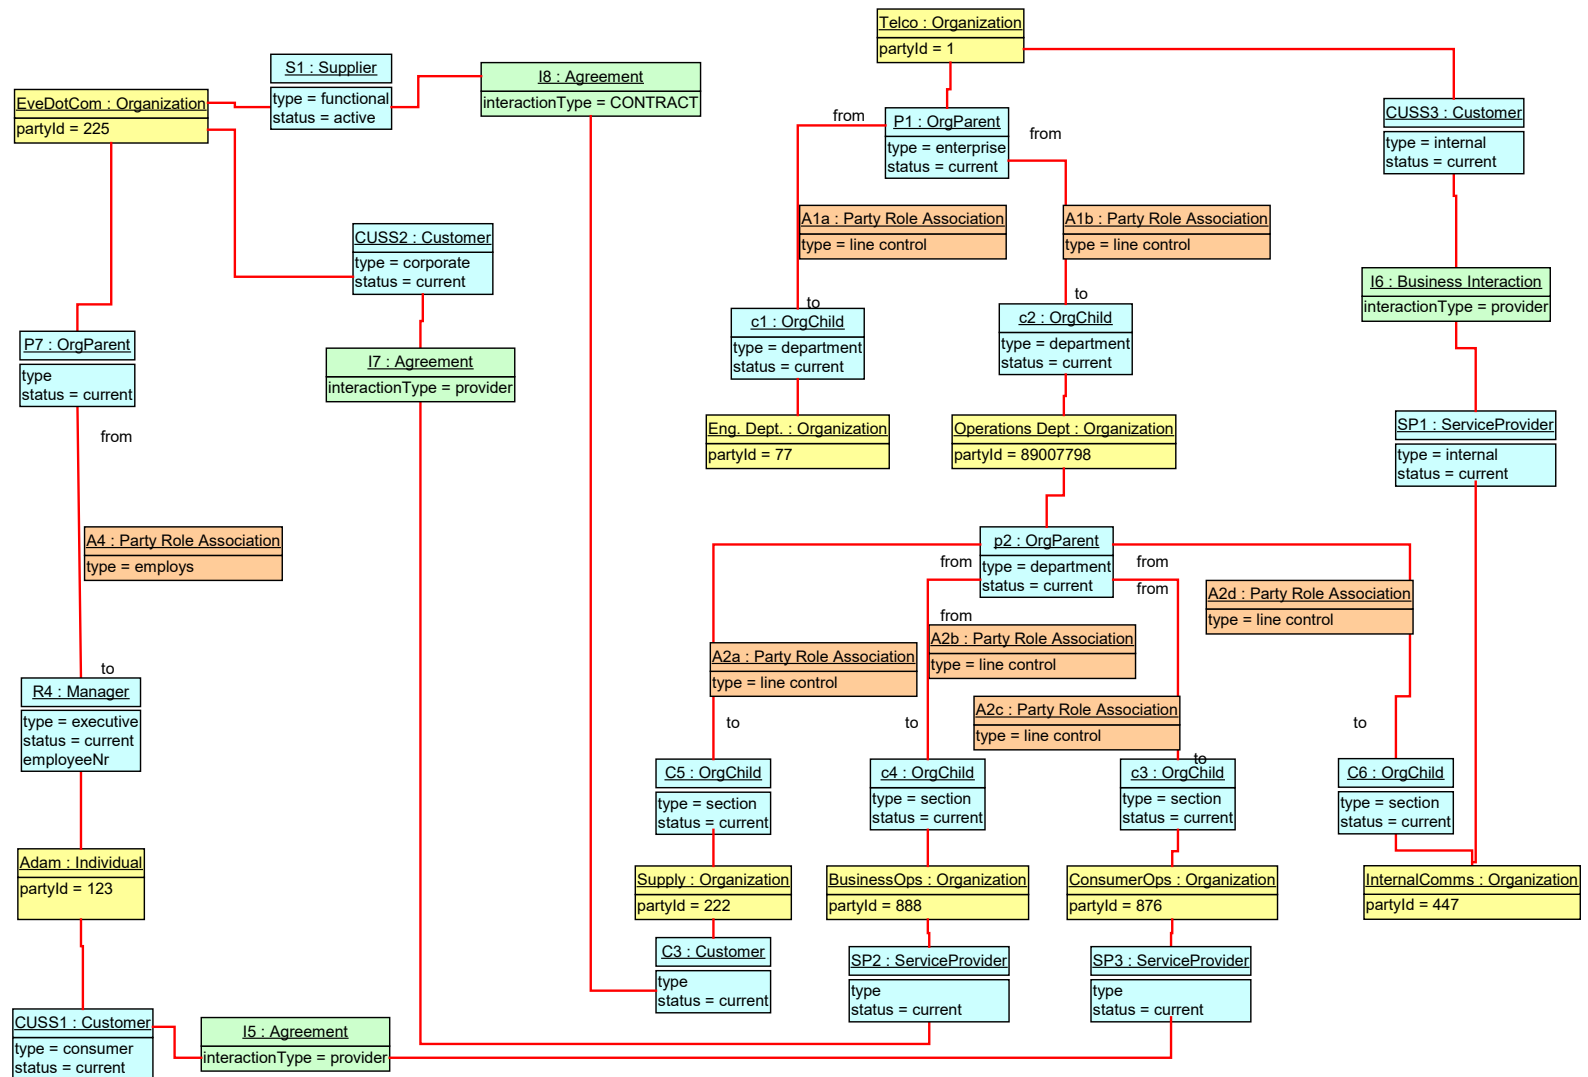 Telco : Organization
partyId = 1
S1 : Supplier
type = functional
status = active
I8 : Agreement
interactionType = CONTRACT
EveDotCom : Organization
partyId = 225
from
P1 : OrgParent
type = enterprise
status = current
from
CUSS3 : Customer
type = internal
status = current
A1a : Party Role Association
type = line control
A1b : Party Role Association
type = line control
CUSS2 : Customer
type = corporate
status = current
I6 : Business Interaction
interactionType = provider
to
to
c1 : OrgChild
type = department
status = current
c2 : OrgChild
type = department
status = current
P7 : OrgParent
type
status = current
I7 : Agreement
interactionType = provider
from
Eng. Dept. : Organization
partyId = 77
Operations Dept : Organization
partyId = 89007798
SP1 : ServiceProvider
type = internal
status = current
A4 : Party Role Association
type = employs
p2 : OrgParent
type = department
status = current
from
from
from
from
A2d : Party Role Association
type = line control
A2b : Party Role Association
type = line control
A2a : Party Role Association
type = line control
to
R4 : Manager
type = executive
status = current
employeeNr
A2c : Party Role Association
type = line control
to
to
to
to
C5 : OrgChild
type = section
status = current
c4 : OrgChild
type = section
status = current
c3 : OrgChild
type = section
status = current
C6 : OrgChild
type = section
status = current
Adam : Individual
partyId = 123
Supply : Organization
partyId = 222
BusinessOps : Organization
partyId = 888
ConsumerOps : Organization
partyId = 876
InternalComms : Organization
partyId = 447
C3 : Customer
type
status = current
SP2 : ServiceProvider
type
status = current
SP3 : ServiceProvider
type
status = current
CUSS1 : Customer
type = consumer
status = current
I5 : Agreement
interactionType = provider